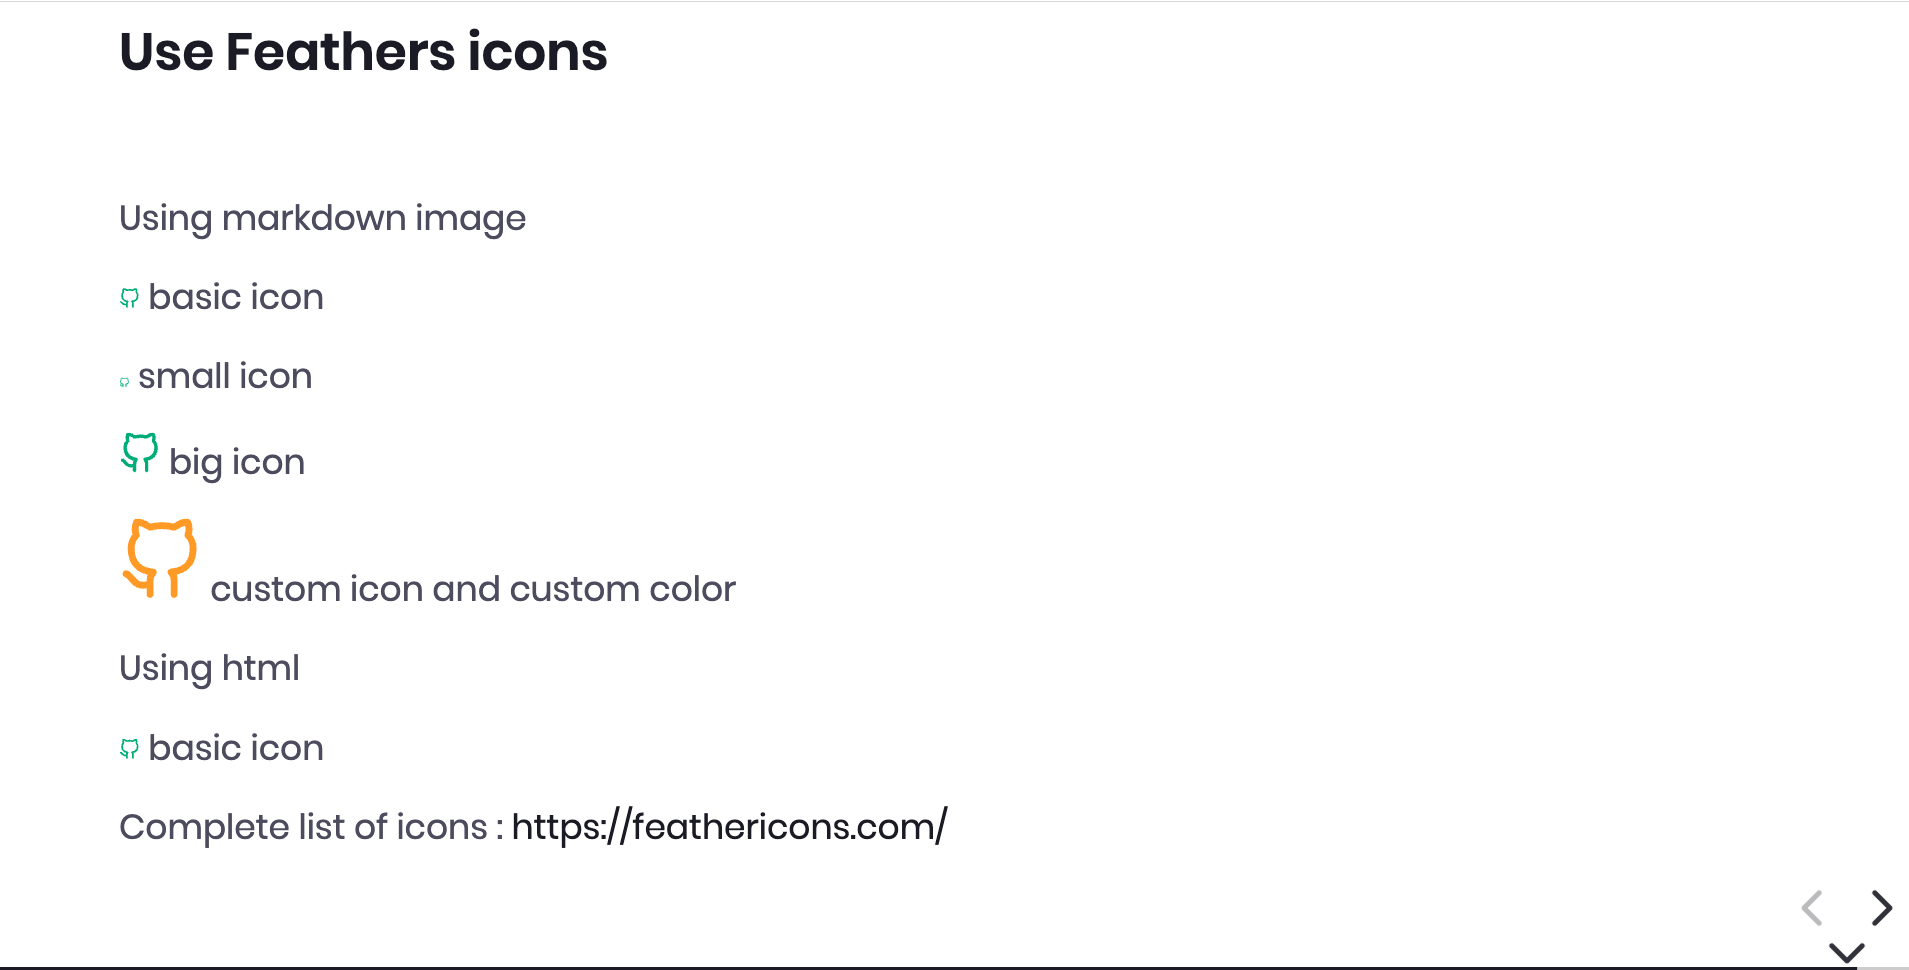 Use Feathers icons
Using markdown image
basic icon
small icon
big icon
custom icon and custom color
Using html
basic icon
Complete list of icons : https://feathericons.com/